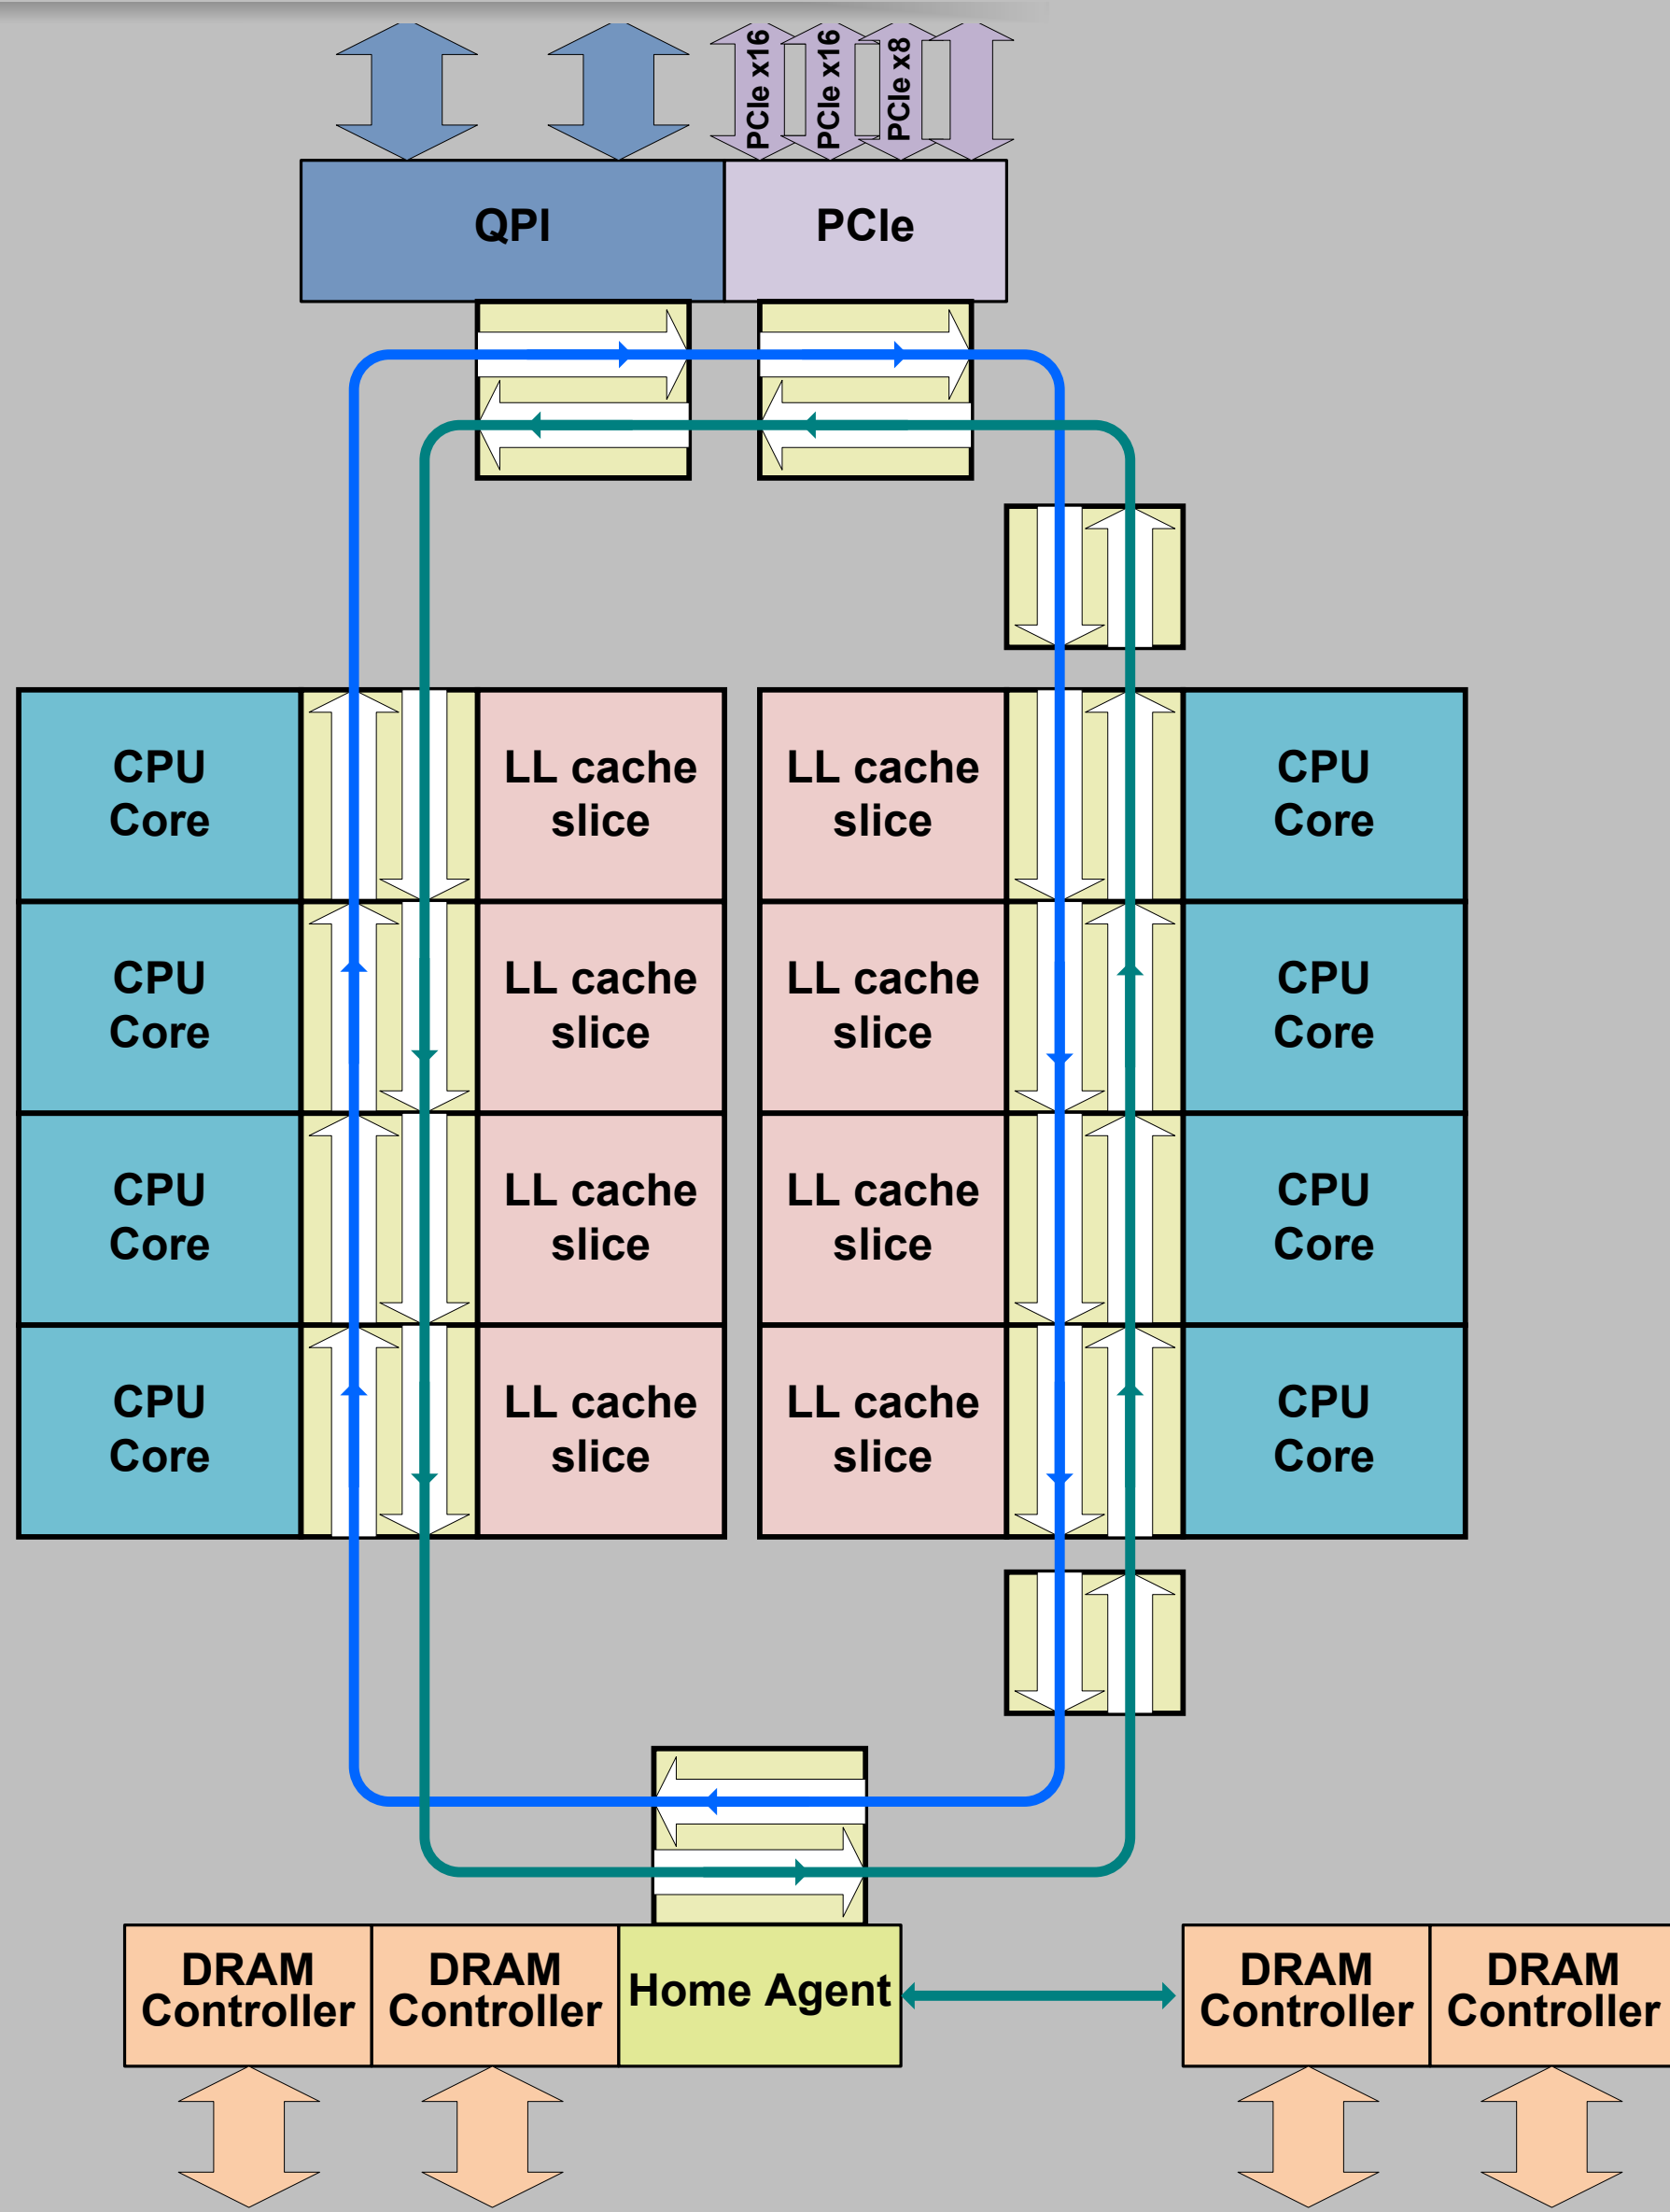 PCIe x16
PCIe x16
PCIe x8
QPI
PCIe
CPU
Core
LL cache
slice
LL cache
slice
CPU
Core
CPU
Core
LL cache
slice
LL cache
slice
CPU
Core
CPU
Core
LL cache
slice
LL cache
slice
CPU
Core
CPU
Core
LL cache
slice
LL cache
slice
CPU
Core
DRAM
Controller
DRAM
Controller
Home Agent
DRAM
Controller
DRAM
Controller